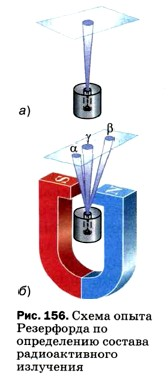 а)
γ
β
α
S
N
б)
Рис. 156. Схема опыта
Резерфорда по
определению состава
радиоактивного
излучения